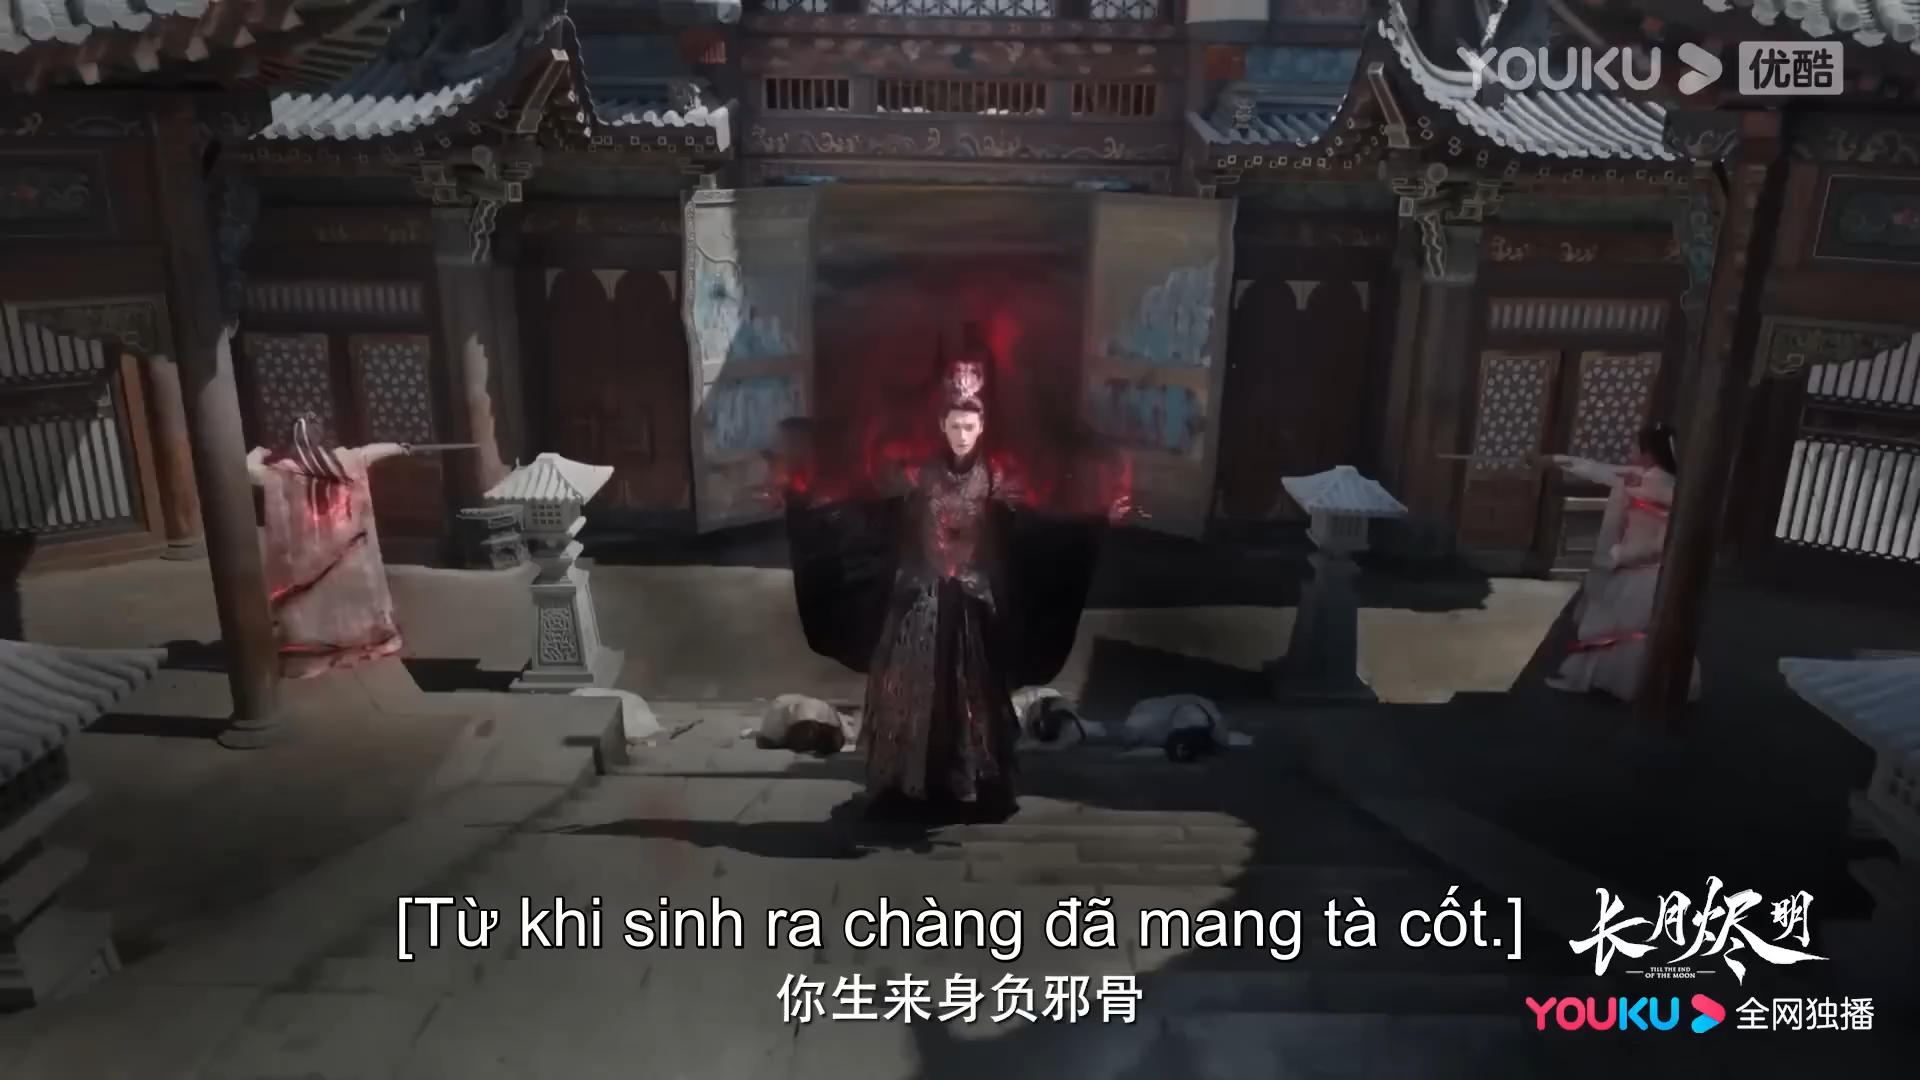 YOUKU 优酷
[Từ khi sinh ra chàng đã mang tà cốt.]
你生来身负邪骨
长月烬明
TILL THE END
OF THE MOON
YOUKU 全网独播